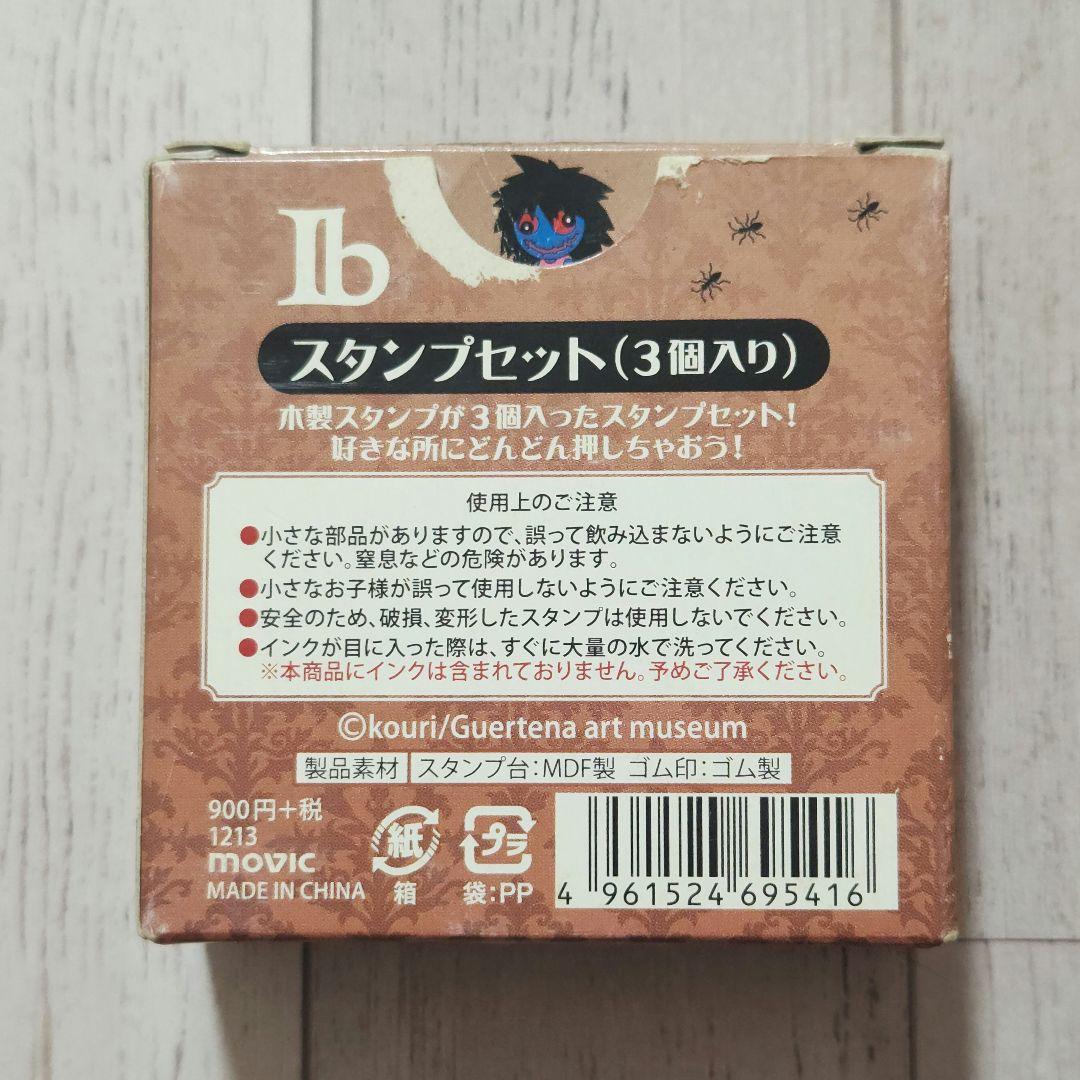 Ib
スタンプセット(3個入り)
木製スタンプが3個入ったスタンプセット!
好きな所にどんどん押しちゃおう!
使用上のご注意
●小さな部品がありますので、誤って飲み込まないようにご注意
ください。窒息などの危険があります。
●小さなお子様が誤って使用しないようにご注意ください。
●安全のため、破損、変形したスタンプは使用しないでください。
●インクが目に入った際は、すぐに大量の水で洗ってください。
※本商品にインクは含まれておりません。予めご了承ください。
©kouri/Guertena art museum
製品素材 スタンプ台:MDF製 ゴム印:ゴム製
900円+税
1213
movic
MADE IN CHINA
紙
箱
プラ
袋:PP
4 961524 695416